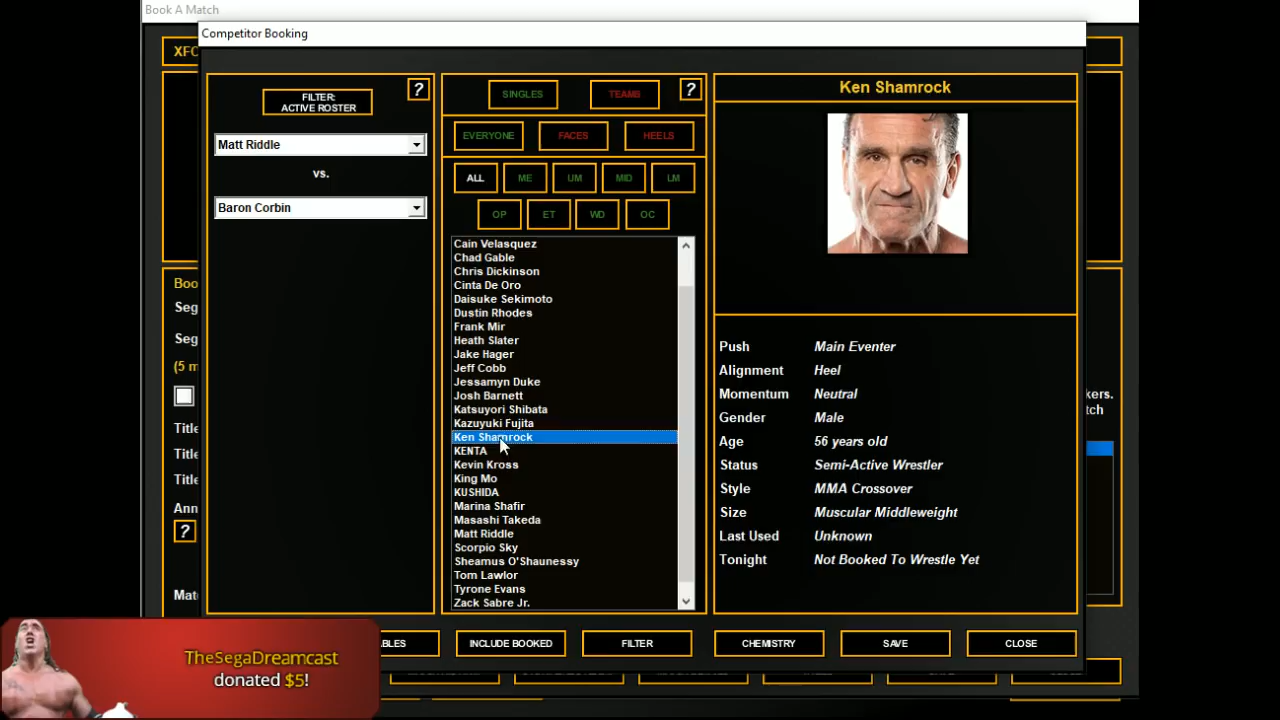 Book A Match
Competitor Booking
XFC
FILTER:
ACTIVE ROSTER
?
Matt Riddle
vs.
Baron Corbin
SINGLES
TEAMS
?
EVERYONE
FACES
HEELS
ALL
ME
UM
MID
LM
OP
ET
WD
OC
Cain Velasquez
Chad Gable
Chris Dickinson
Cinta De Oro
Daisuke Sekimoto
Dustin Rhodes
Frank Mir
Heath Slater
Jake Hager
Jeff Cobb
Jessamyn Duke
Josh Barnett
Katsuyori Shibata
Kazuyuki Fujita
Ken Shamrock
KENTA
Kevin Kross
King Mo
KUSHIDA
Marina Shafir
Masashi Takeda
Matt Riddle
Scorpio Sky
Sheamus O'Shaunessy
Tom Lawlor
Tyrone Evans
Zack Sabre Jr.
Ken Shamrock
Push Main Eventer
Alignment Heel
Momentum Neutral
Gender Male
Age 56 years old
Status Semi-Active Wrestler
Style MMA Crossover
Size Muscular Middleweight
Last Used Unknown
Tonight Not Booked To Wrestle Yet
Boo
Seg
Seg
(5 m
Title
Title
Title
Ann
?
Mat
kers.
tch
BLES
INCLUDE BOOKED
FILTER
CHEMISTRY
SAVE
CLOSE
TheSegaDreamcast
donated $5!